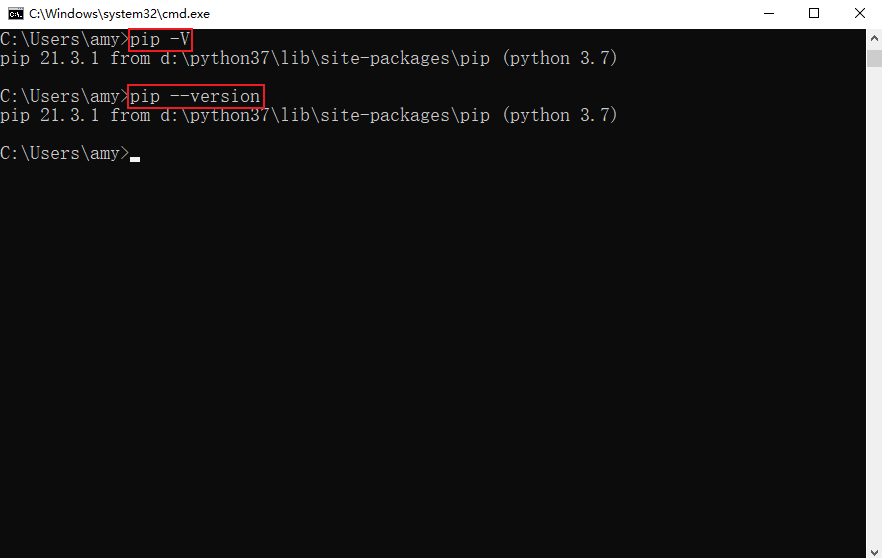 C:\Windows\system32\cmd.exe
C:\Users\amy>pip -V
pip 21.3.1 from d:\python37\lib\site-packages\pip (python 3.7)
C:\Users\amy>pip --version
pip 21.3.1 from d:\python37\lib\site-packages\pip (python 3.7)
C:\Users\amy>